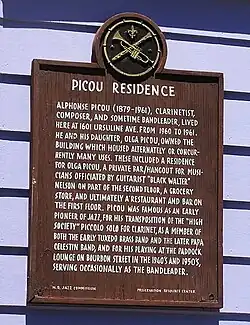 PICOU RESIDENCE
ALPHONSE PICOU (1879-1961), CLARINETIST,
COMPOSER, AND SOMETIME BANDLEADER, LIVED
HERE AT 1601 URSULINE AVE. FROM 1960 TO 1961.
HE AND HIS DAUGHTER, OLGA PICOU, OWNED THE
BUILDING WHICH HOUSED ALTERNATELY OR CONCUR-
RENTLY MANY USES. THESE INCLUDED A RESIDENCE
FOR OLGA PICOU, A PRIVATE BAR/HANGOUT FOR MUSI-
CIANS OFFICIATED BY GUITARIST "BLACK WALTER"
NELSON ON PART OF THE SECOND FLOOR, A GROCERY
STORE, AND ULTIMATELY A RESTAURANT AND BAR ON
THE FIRST FLOOR. PICOU WAS FAMOUS AS AN EARLY
PIONEER OF JAZZ, FOR HIS TRANSPOSITION OF THE "HIGH
SOCIETY" PICCOLO SOLO FOR CLARINET, AS A MEMBER OF
BOTH THE EARLY TUXEDO BRASS BAND AND THE LATER PAPA
CELESTIN BAND, AND FOR HIS PLAYING AT THE PADDOCK
LOUNGE ON BOURBON STREET IN THE 1940'S AND 1950'S,
SERVING OCCASIONALLY AS THE BANDLEADER.
N.O. JAZZ COMMISSION PRESERVATION RESOURCE CENTER